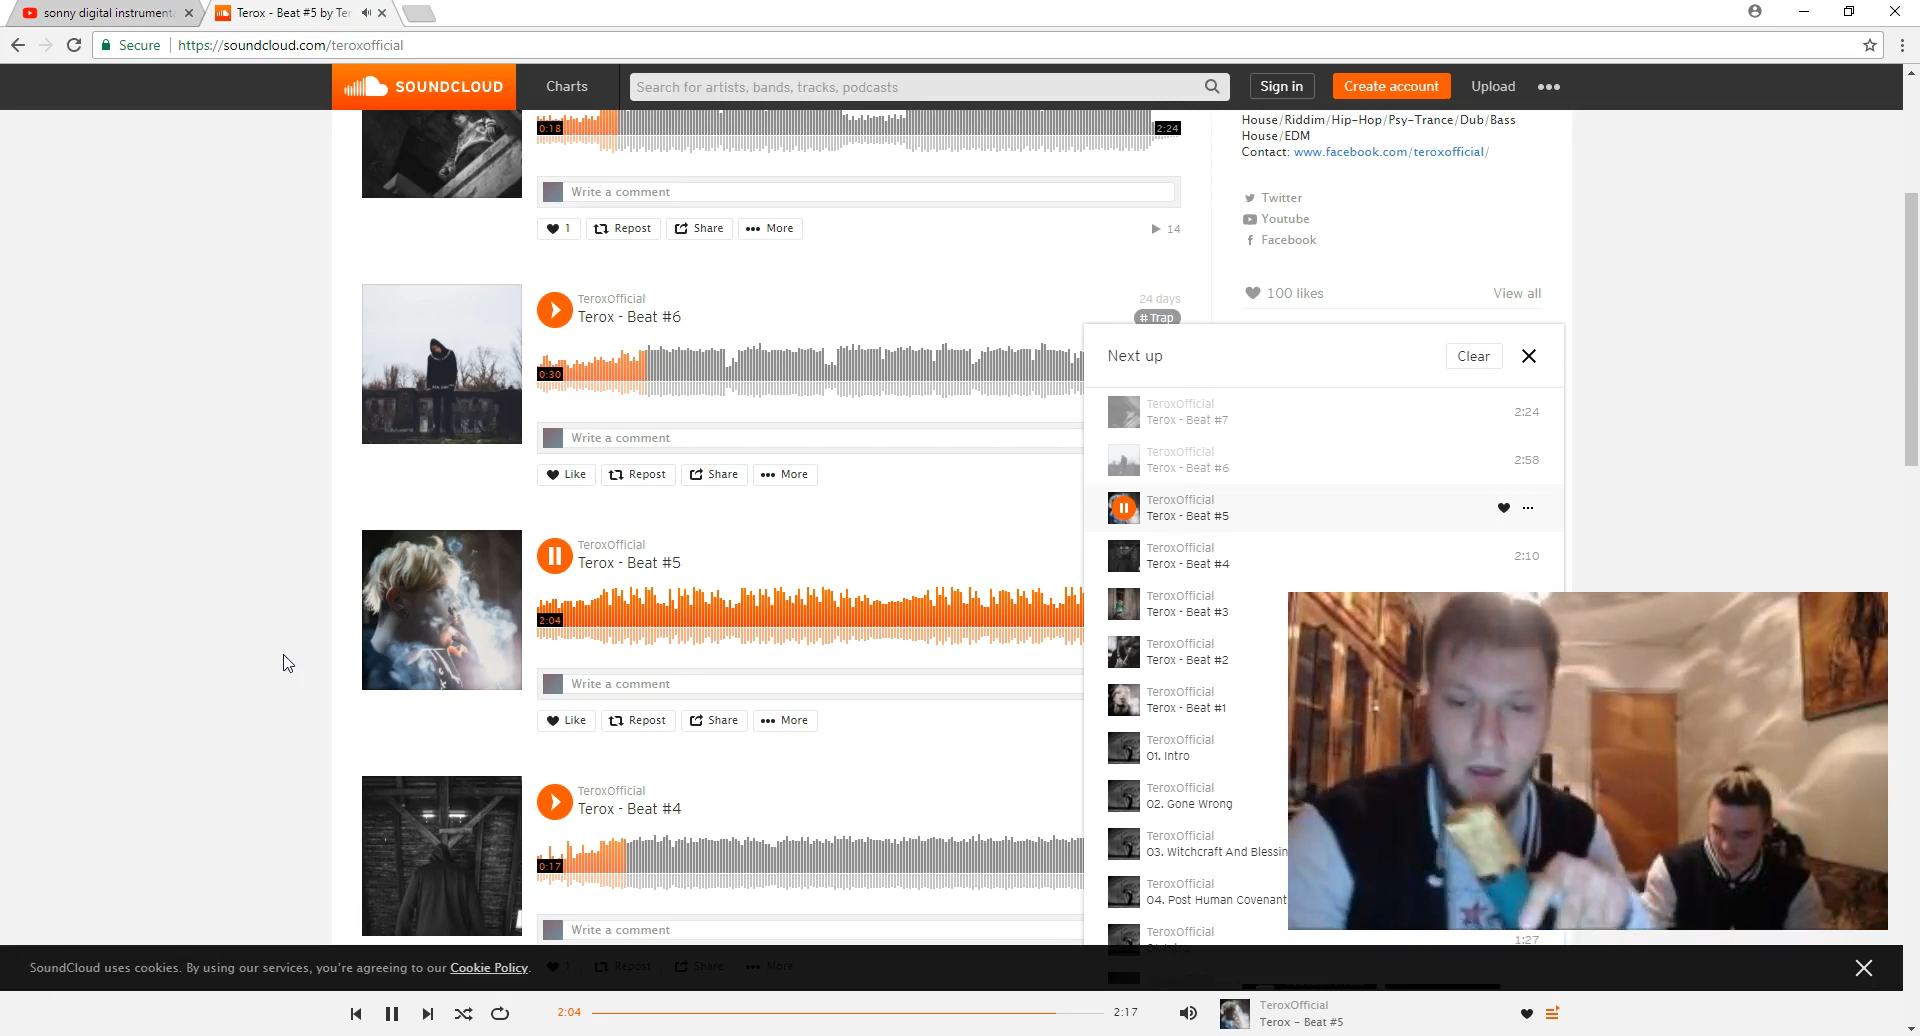 sonny digital instrument
Terox - Beat #5 by Te
Secure
https://soundcloud.com/teroxofficial
SOUNDCLOUD
Charts
Search for artists, bands, tracks, podcasts
Sign in
Create account
Upload
0:18
2:24
Write a comment
1
Repost
Share
More
14
House/Riddim/Hip-Hop/Psy-Trance/Dub/Bass
House/EDM
Contact: www.facebook.com/teroxofficial/
Twitter
Youtube
Facebook
100 likes
View all
TeroxOfficial
Terox - Beat #6
24 days
# Trap
0:30
Write a comment
Like
Repost
Share
More
TeroxOfficial
Terox - Beat #5
2:04
Write a comment
Like
Repost
Share
More
TeroxOfficial
Terox - Beat #4
0:17
Write a comment
1
Repost
Share
More
Next up
Clear
TeroxOfficial
Terox - Beat #7
2:24
TeroxOfficial
Terox - Beat #6
2:58
TeroxOfficial
Terox - Beat #5
TeroxOfficial
Terox - Beat #4
2:10
TeroxOfficial
Terox - Beat #3
TeroxOfficial
Terox - Beat #2
TeroxOfficial
Terox - Beat #1
TeroxOfficial
01. Intro
TeroxOfficial
02. Gone Wrong
TeroxOfficial
03. Witchcraft And Blessin
TeroxOfficial
04. Post Human Covenant
TeroxOfficial
1:27
SoundCloud uses cookies. By using our services, you're agreeing to our Cookie Policy.
2:04
2:17
TeroxOfficial
Terox - Beat #5